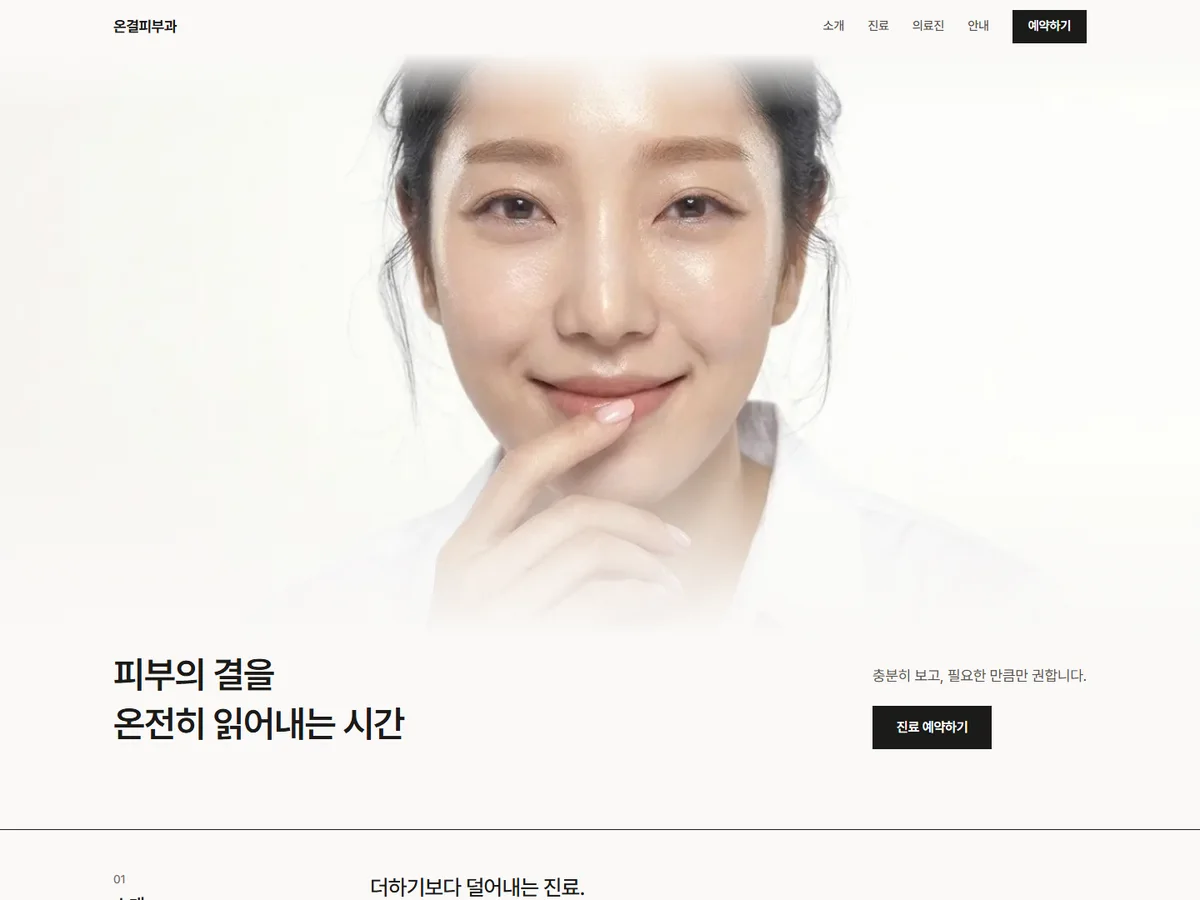 온결피부과
소개
진료
의료진
안내
예약하기
피부의 결을
온전히 읽어내는 시간
충분히 보고, 필요한 만큼만 권합니다.
진료 예약하기
01
더하기보다 덜어내는 진료.